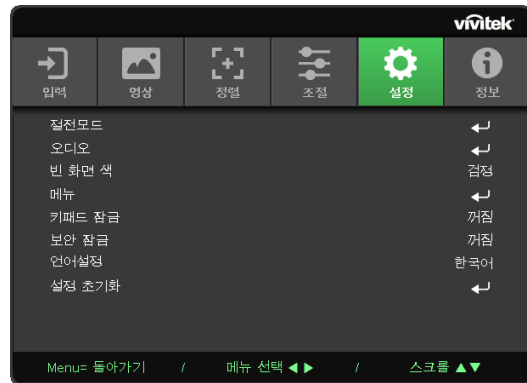 vivitek
입력 영상 정렬 조절 설정 정보
절전모드
오디오
빈 화면 색 검정
메뉴
키패드 잠금 꺼짐
보안 잠금 꺼짐
언어설정 한국어
설정 초기화
Menu= 돌아가기 / 메뉴 선택 ◀ ▶ / 스크롤 ▲▼